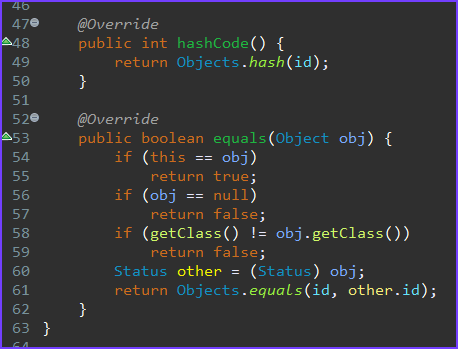 46
47 @Override
48 public int hashCode() {
49 return Objects.hash(id);
50 }
51
52 @Override
53 public boolean equals(Object obj) {
54 if (this == obj)
55 return true;
56 if (obj == null)
57 return false;
58 if (getClass() != obj.getClass())
59 return false;
60 Status other = (Status) obj;
61 return Objects.equals(id, other.id);
62 }
63 }
64